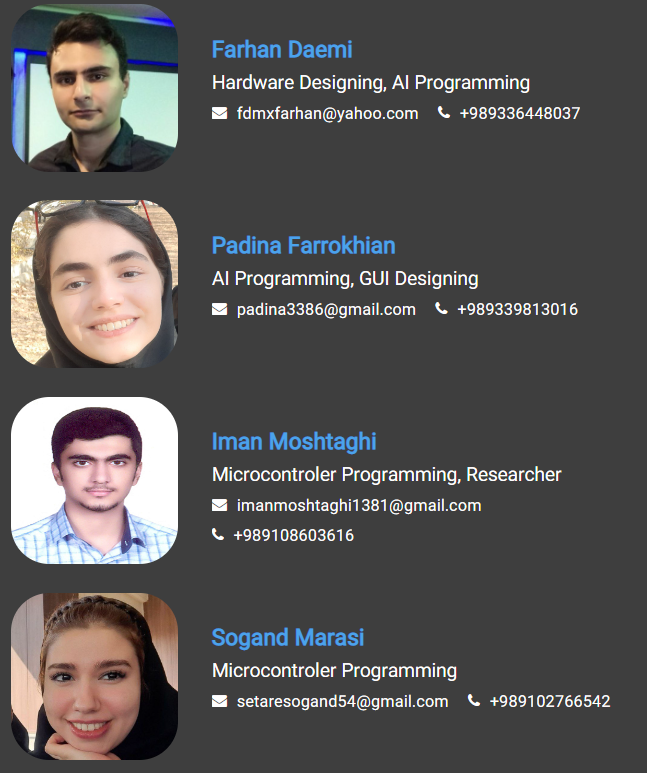 Farhan Daemi
Hardware Designing, AI Programming
fdmxfarhan@yahoo.com +989336448037
Padina Farrokhian
AI Programming, GUI Designing
padina3386@gmail.com +989339813016
Iman Moshtaghi
Microcontroler Programming, Researcher
imanmoshtaghi1381@gmail.com
+989108603616
Sogand Marasi
Microcontroler Programming
setaresogand54@gmail.com +989102766542